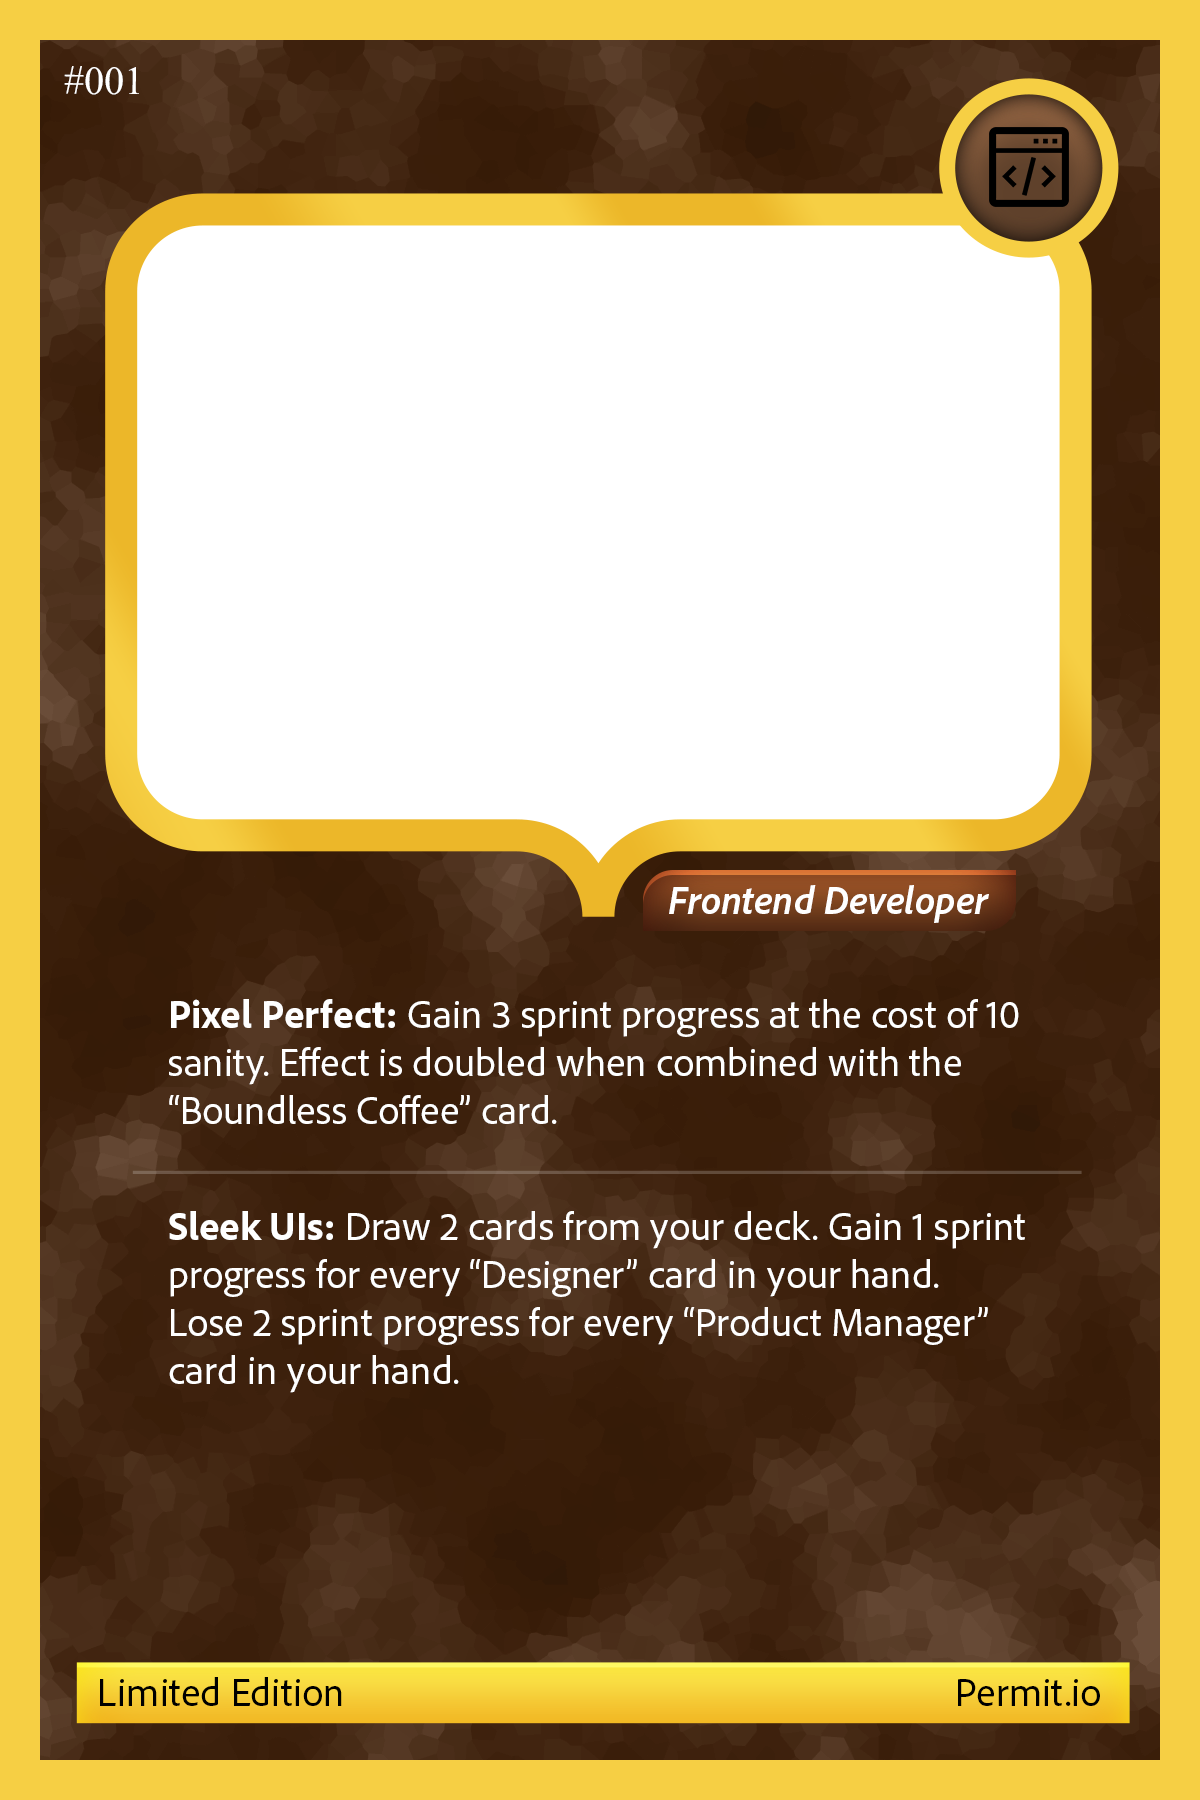 #001
</>
Frontend Developer
Pixel Perfect: Gain 3 sprint progress at the cost of 10
sanity. Effect is doubled when combined with the
“Boundless Coffee” card.
Sleek UIs: Draw 2 cards from your deck. Gain 1 sprint
progress for every “Designer” card in your hand.
Lose 2 sprint progress for every “Product Manager”
card in your hand.
Limited Edition
Permit.io